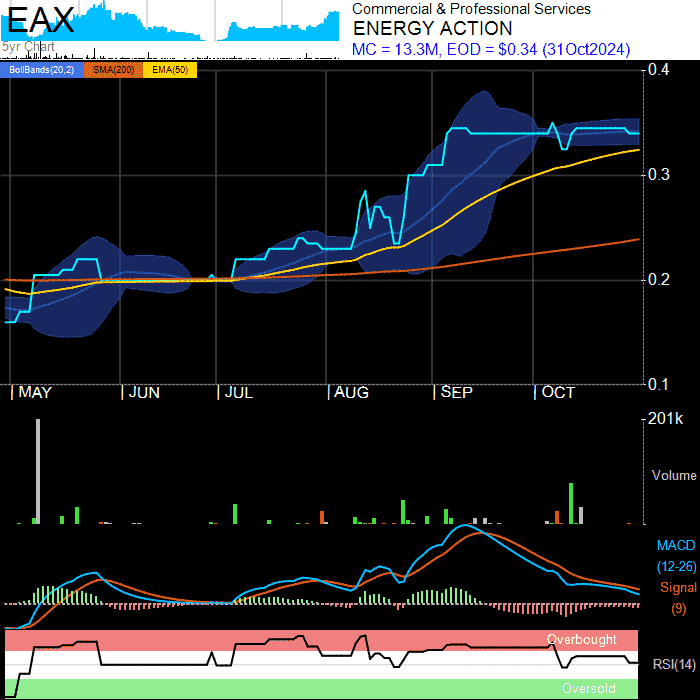 EAX
5yr Chart
Commercial & Professional Services
ENERGY ACTION
MC = 13.3M, EOD = $0.34 (31Oct2024)
BollBands(20,2) SMA(200) EMA(50)
0.4
0.3
0.2
0.1
MAY JUN JUL AUG SEP OCT
201k
Volume
MACD
(12-26)
Signal
(9)
Overbought
RSI(14)
Oversold